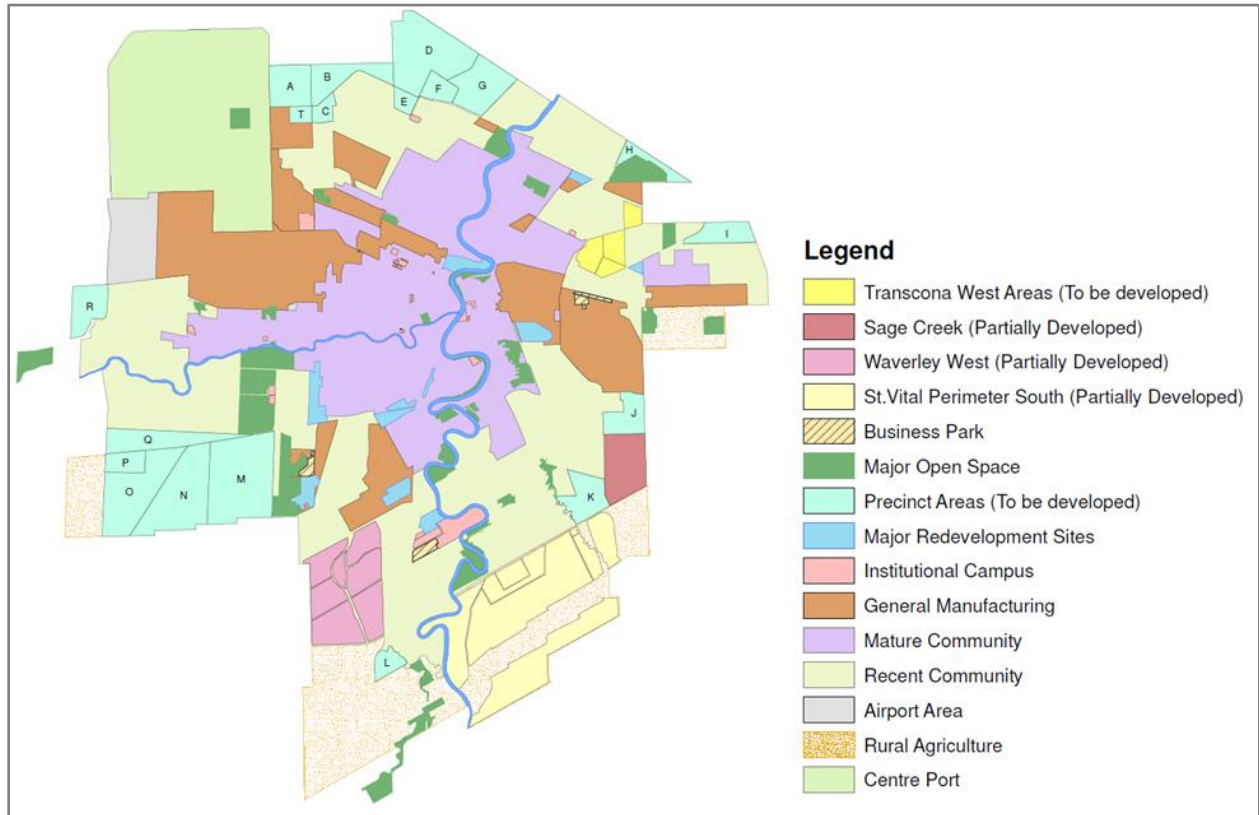 D
B
A
F
G
E
T
C
H
I
R
J
Q
P
O
N
M
K
L
Legend
Transcona West Areas (To be developed)
Sage Creek (Partially Developed)
Waverley West (Partially Developed)
St.Vital Perimeter South (Partially Developed)
Business Park
Major Open Space
Precinct Areas (To be developed)
Major Redevelopment Sites
Institutional Campus
General Manufacturing
Mature Community
Recent Community
Airport Area
Rural Agriculture
Centre Port